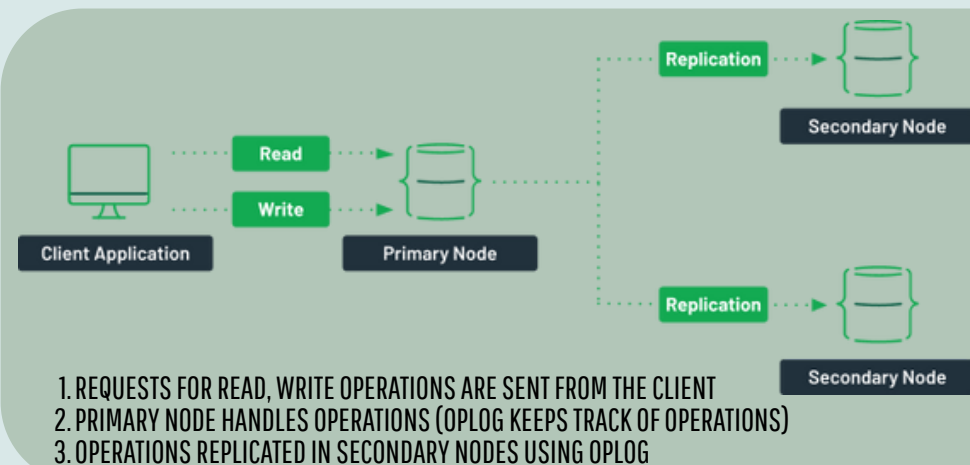 Replication
Secondary Node
Read
Write
Client Application
Primary Node
Replication
Secondary Node
1. REQUESTS FOR READ, WRITE OPERATIONS ARE SENT FROM THE CLIENT
2. PRIMARY NODE HANDLES OPERATIONS (OPLOG KEEPS TRACK OF OPERATIONS)
3. OPERATIONS REPLICATED IN SECONDARY NODES USING OPLOG